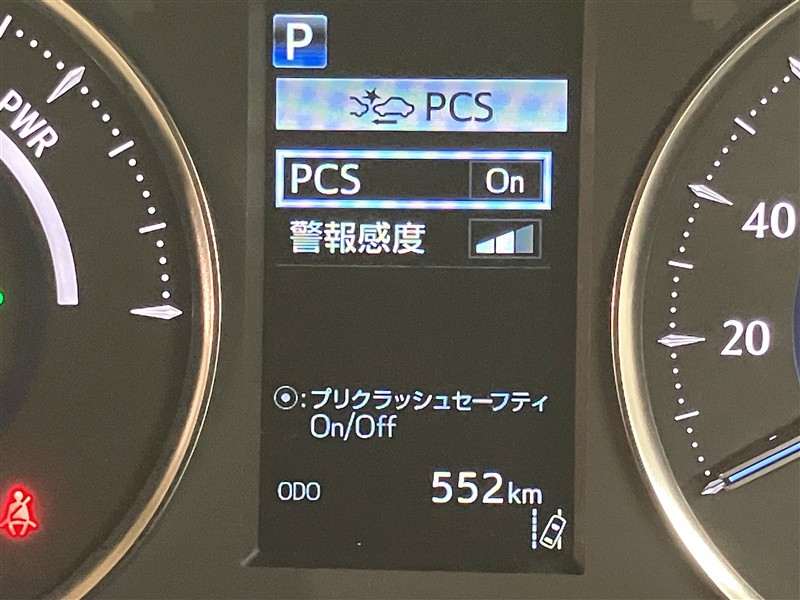 P
PWR
PCS
PCS On
警報感度
40
20
⦿:プリクラッシュセーフティ
On/Off
ODO 552km